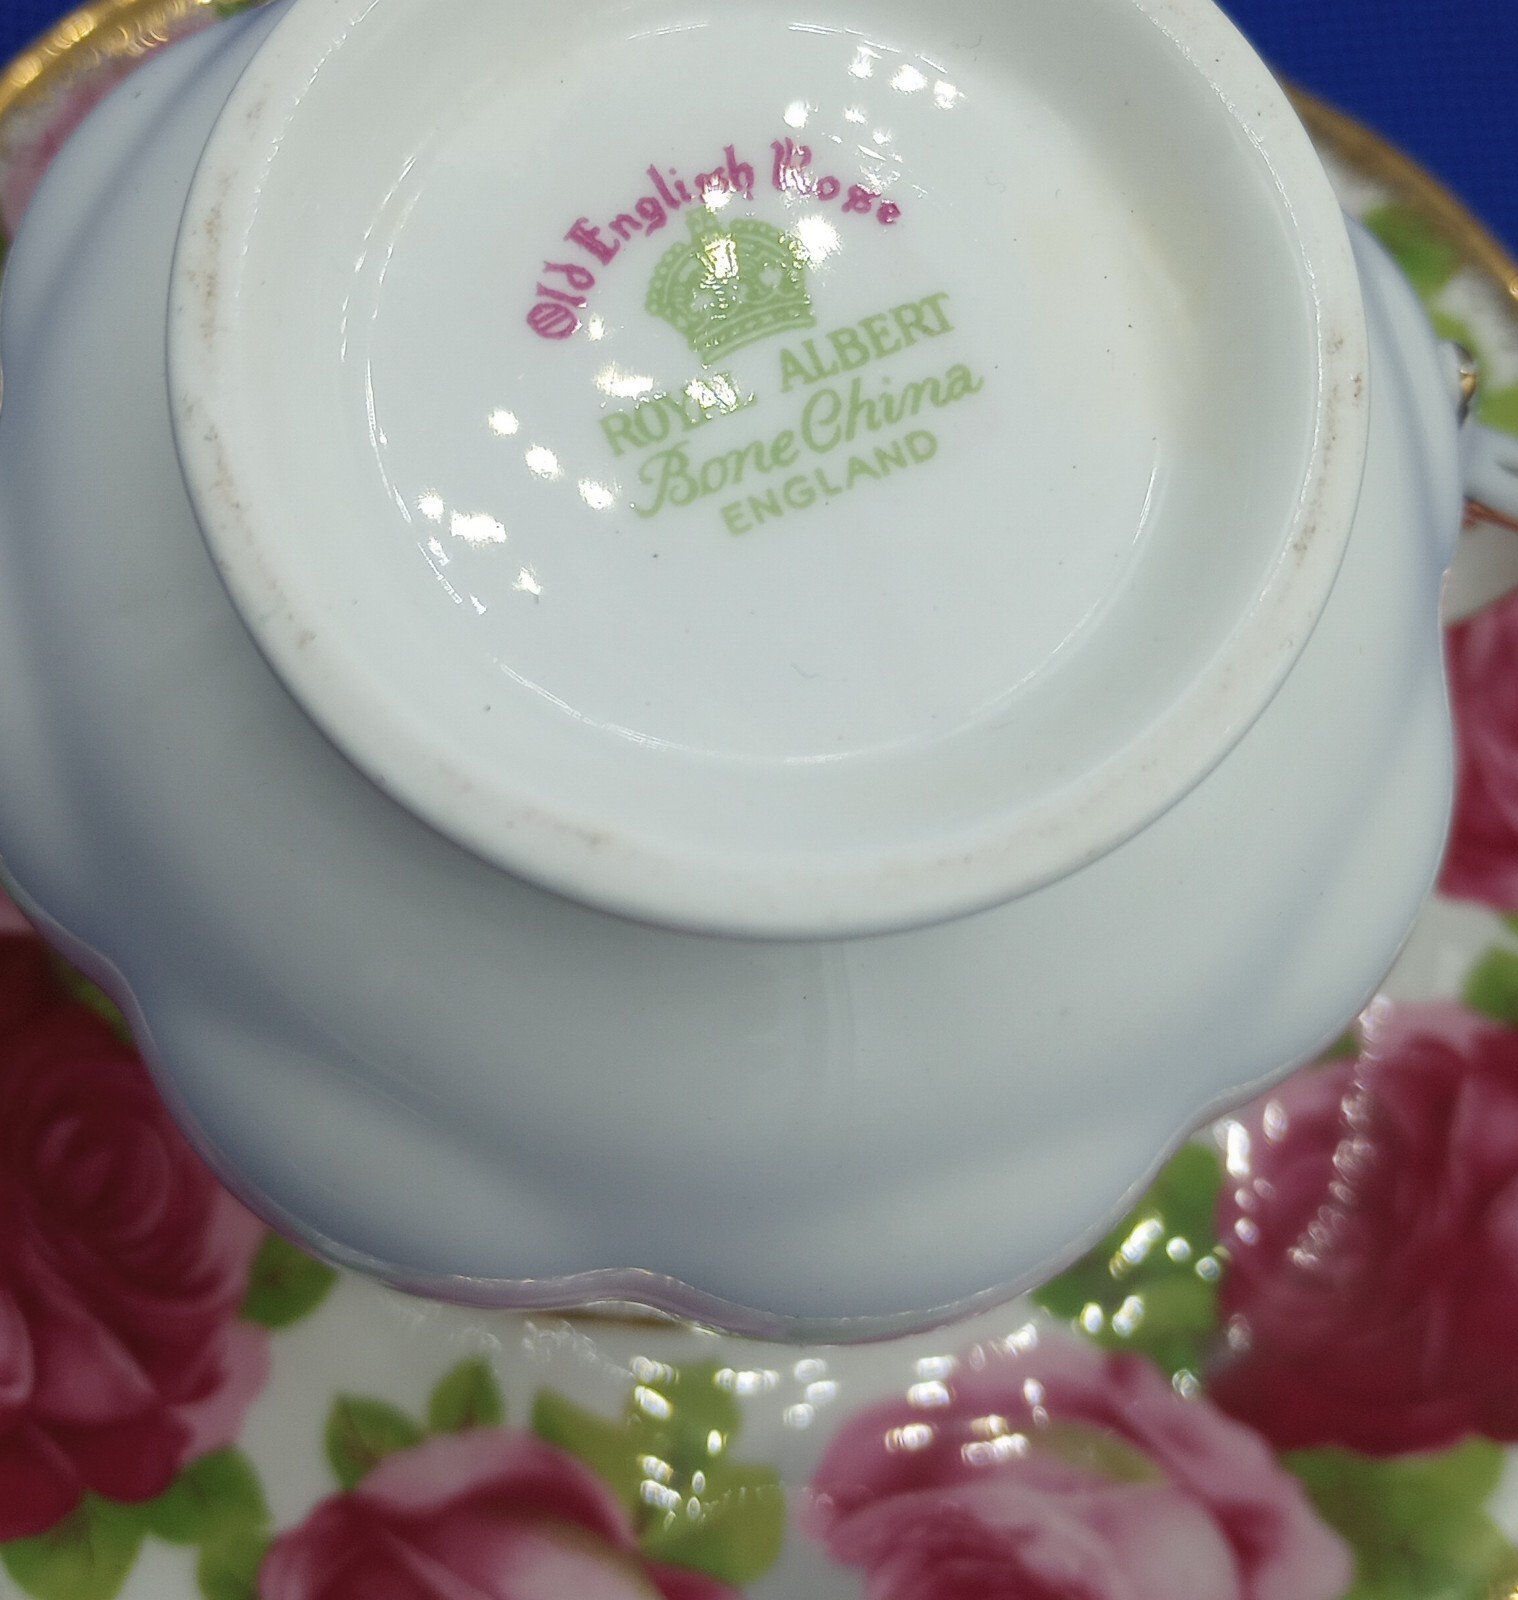 Old English Rose
ROYAL ALBERT
Bone China
ENGLAND